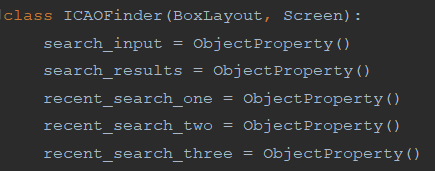 class ICAOFinder(BoxLayout, Screen):
    search_input = ObjectProperty()
    search_results = ObjectProperty()
    recent_search_one = ObjectProperty()
    recent_search_two = ObjectProperty()
    recent_search_three = ObjectProperty()